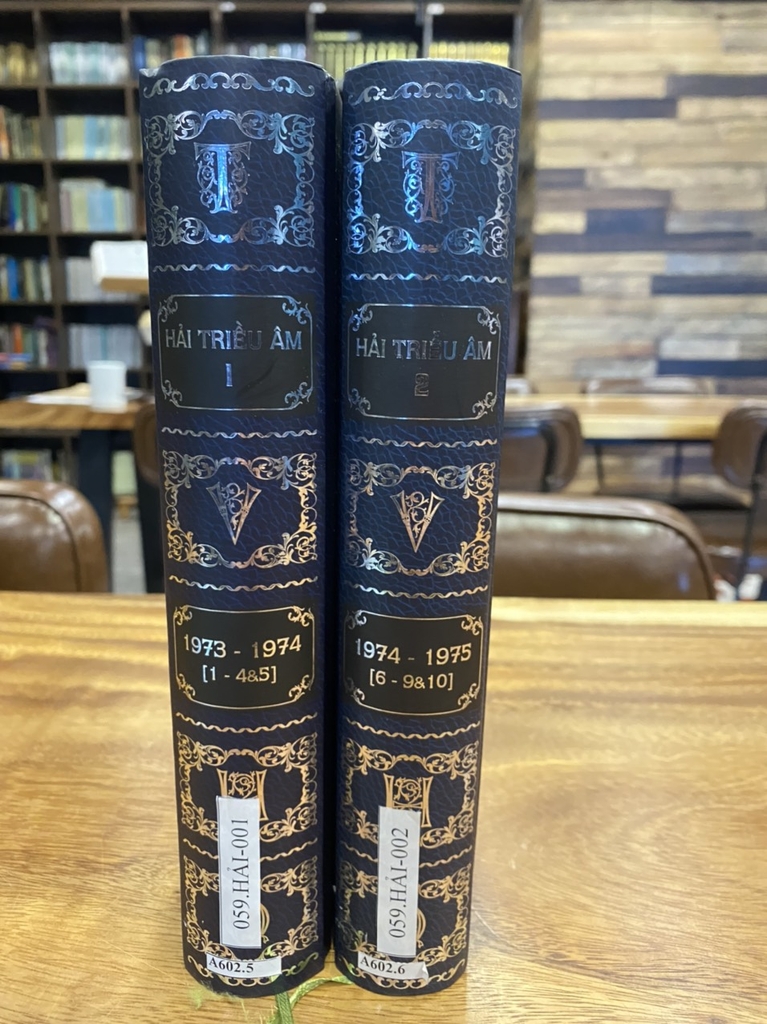 T
HẢI TRIỀU ÂM
1
V
1973 - 1974
[1 - 4&5]
H
059.HẢI-001
A602.5
T
HẢI TRIỀU ÂM
2
V
1974 - 1975
[6 - 9&10]
H
059.HẢI-002
A602.6